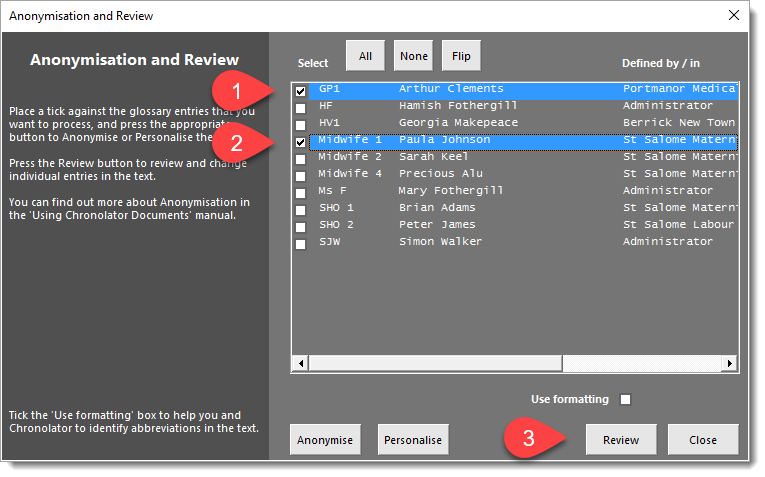 Anonymisation and Review
Anonymisation and Review
Place a tick against the glossary entries that you
want to process, and press the appropriate
button to Anonymise or Personalise the
Press the Review button to review and change
individual entries in the text.
You can find out more about Anonymisation in
the 'Using Chronolator Documents' manual.
Tick the 'Use formatting' box to help you and
Chronolator to identify abbreviations in the text.
Select All None Flip Defined by / in
1 GP1 Arthur Clements Portmanor Medica
HF Hamish Fothergill Administrator
HV1 Georgia Makepeace Berrick New Town
2 Midwife 1 Paula Johnson St Salome Matern
Midwife 2 Sarah Keel St Salome Matern
Midwife 4 Precious Alu St Salome Matern
Ms F Mary Fothergill Administrator
SHO 1 Brian Adams St Salome Matern
SHO 2 Peter James St Salome Labour
SJW Simon Walker Administrator
Use formatting
Anonymise Personalise 3 Review Close